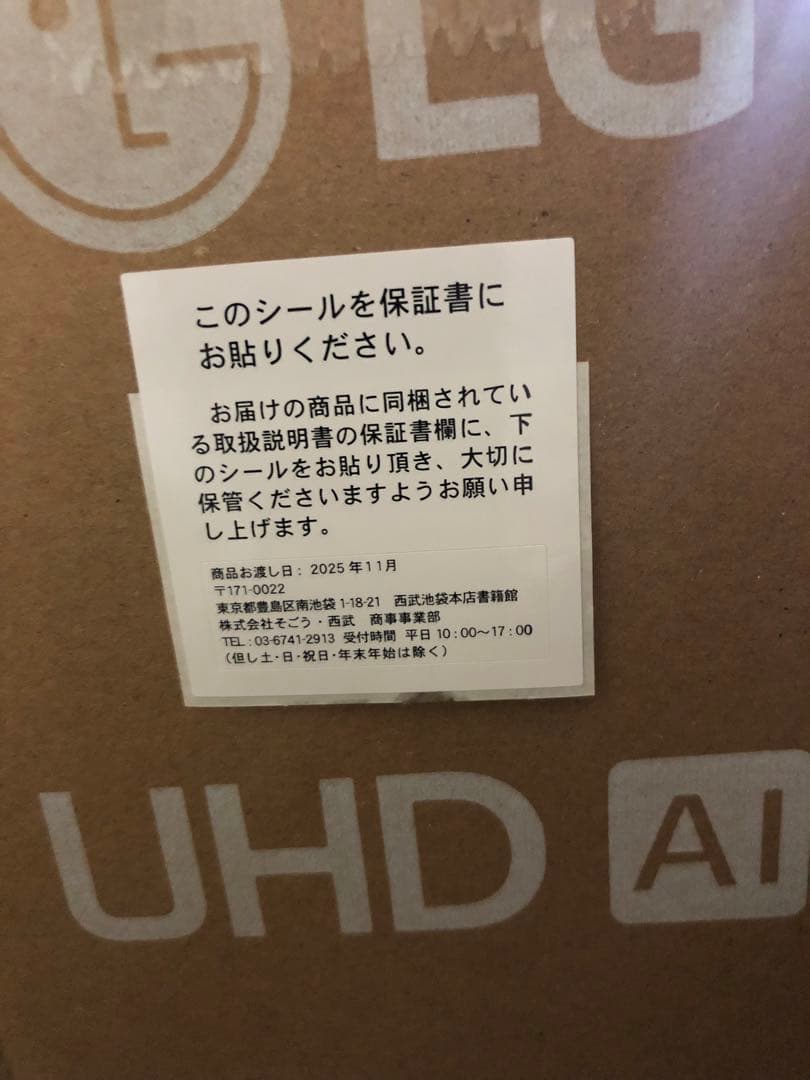 LG
このシールを保証書に
お貼りください。
お届けの商品に同梱されてい
る取扱説明書の保証書欄に、下
のシールをお貼り頂き、大切に
保管くださいますようお願い申
し上げます。
商品お渡し日：2025年11月
〒171-0022
東京都豊島区南池袋1-18-21　西武池袋本店書籍館
株式会社そごう・西武　商事事業部
TEL：03-6741-2913 受付時間 平日10：00～17：00
（但し土・日・祝日・年末年始は除く）
UHD AI